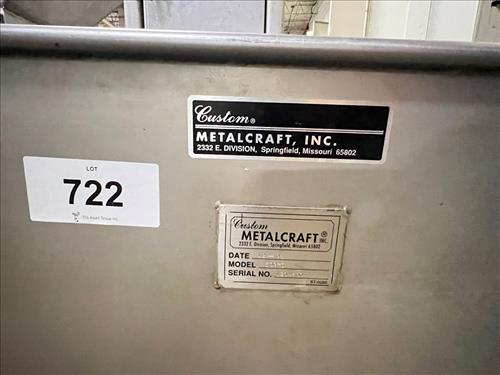 Custom®
METALCRAFT, INC.
2332 E. DIVISION, Springfield, Missouri 65802
LOT
722
Custom
METALCRAFT® INC.
2332 E. Division, Springfield, Missouri 65802
DATE
MODEL
SERIAL NO.